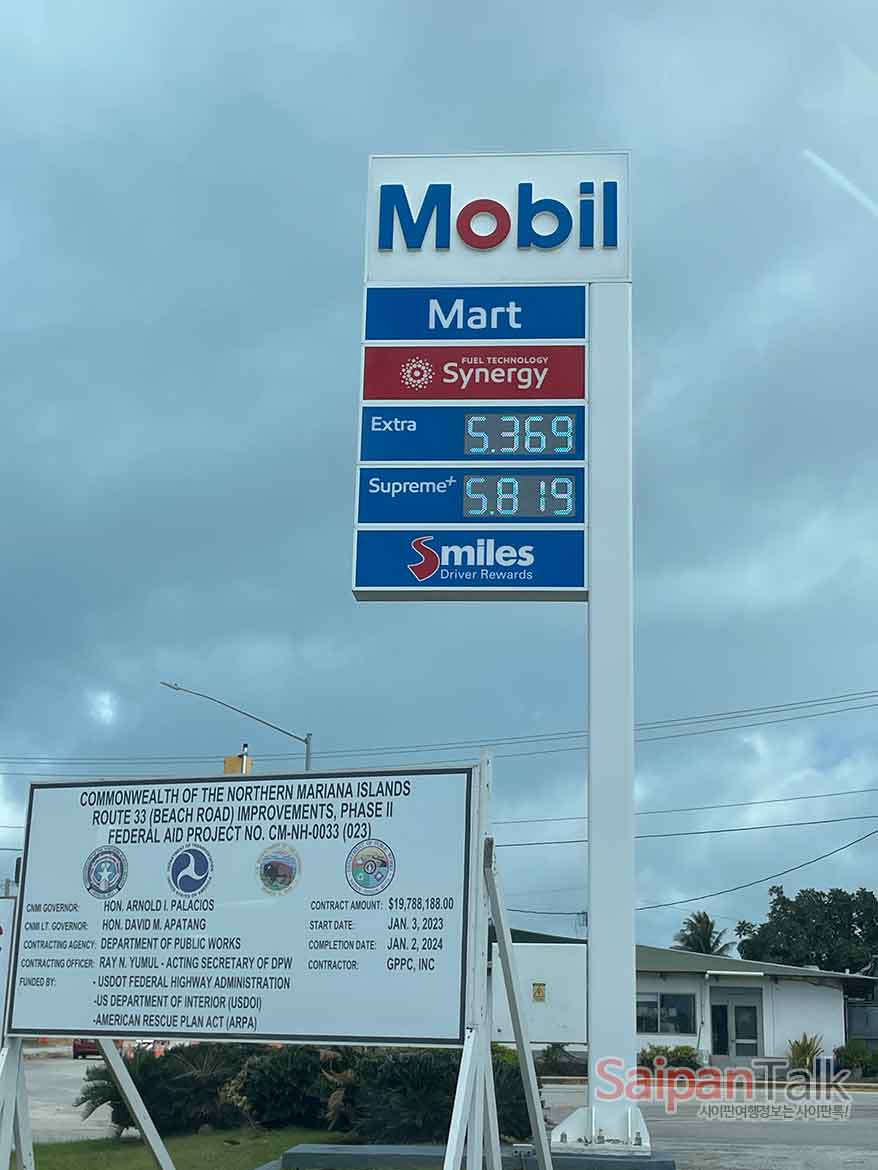 Mobil
Mart
FUEL TECHNOLOGY
Synergy
Extra 5.369
Supreme+ 5.819
Smiles
Driver Rewards
COMMONWEALTH OF THE NORTHERN MARIANA ISLANDS
ROUTE 33 (BEACH ROAD) IMPROVEMENTS, PHASE II
FEDERAL AID PROJECT NO. CM-NH-0033 (023)
CNMI GOVERNOR: HON. ARNOLD I. PALACIOS
CNMI LT. GOVERNOR: HON. DAVID M. APATANG
CONTRACTING AGENCY: DEPARTMENT OF PUBLIC WORKS
CONTRACTING OFFICER: RAY N. YUMUL - ACTING SECRETARY OF DPW
FUNDED BY: - USDOT FEDERAL HIGHWAY ADMINISTRATION
-US DEPARTMENT OF INTERIOR (USDOI)
-AMERICAN RESCUE PLAN ACT (ARPA)
CONTRACT AMOUNT: $19,788,188.00
START DATE: JAN. 3, 2023
COMPLETION DATE: JAN. 2, 2024
CONTRACTOR: GPPC, INC
SaipanTalk
사이판여행정보는 사이판톡!